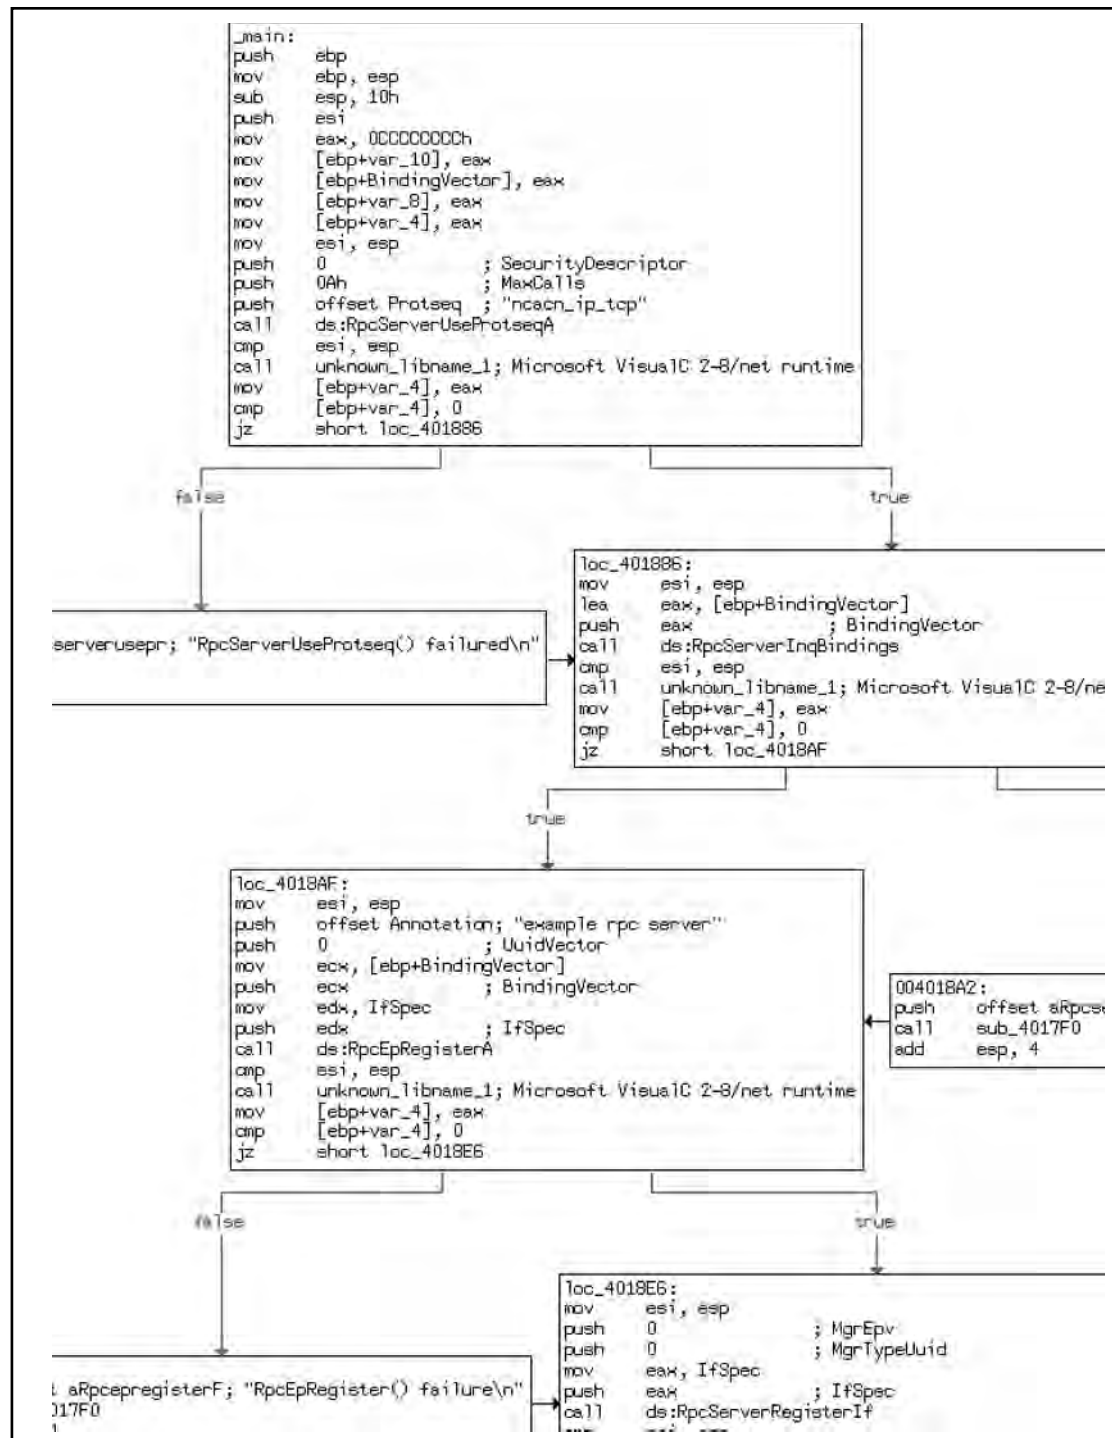 _main:
push ebp
mov ebp, esp
sub esp, 10h
push esi
mov eax, 0CCCCCCCCh
mov [ebp+var_10], eax
mov [ebp+BindingVector], eax
mov [ebp+var_8], eax
mov [ebp+var_4], eax
mov esi, esp
push 0 ; SecurityDescriptor
push 0Ah ; MaxCalls
push offset Protseq ; "ncacn_ip_tcp"
call ds:RpcServerUseProtseqA
cmp esi, esp
call unknown_libname_1; Microsoft VisualC 2-8/net runtime
mov [ebp+var_4], eax
cmp [ebp+var_4], 0
jz short loc_401886
false
true
serverusepr; "RpcServerUseProtseq() failured\n"
loc_401886:
mov esi, esp
lea eax, [ebp+BindingVector]
push eax ; BindingVector
call ds:RpcServerInqBindings
cmp esi, esp
call unknown_libname_1; Microsoft VisualC 2-8/ne
mov [ebp+var_4], eax
cmp [ebp+var_4], 0
jz short loc_4018AF
true
loc_4018AF:
mov esi, esp
push offset Annotation; "example rpc server"
push 0 ; UuidVector
mov ecx, [ebp+BindingVector]
push ecx ; BindingVector
mov edx, IfSpec
push edx ; IfSpec
call ds:RpcEpRegisterA
cmp esi, esp
call unknown_libname_1; Microsoft VisualC 2-8/net runtime
mov [ebp+var_4], eax
cmp [ebp+var_4], 0
jz short loc_4018E6
004018A2:
push offset aRpcse
call sub_4017F0
add esp, 4
false
true
t aRpcepregisterF; "RpcEpRegister() failure\n"
017F0
loc_4018E6:
mov esi, esp
push 0 ; MgrEpv
push 0 ; MgrTypeUuid
mov eax, IfSpec
push eax ; IfSpec
call ds:RpcServerRegisterIf